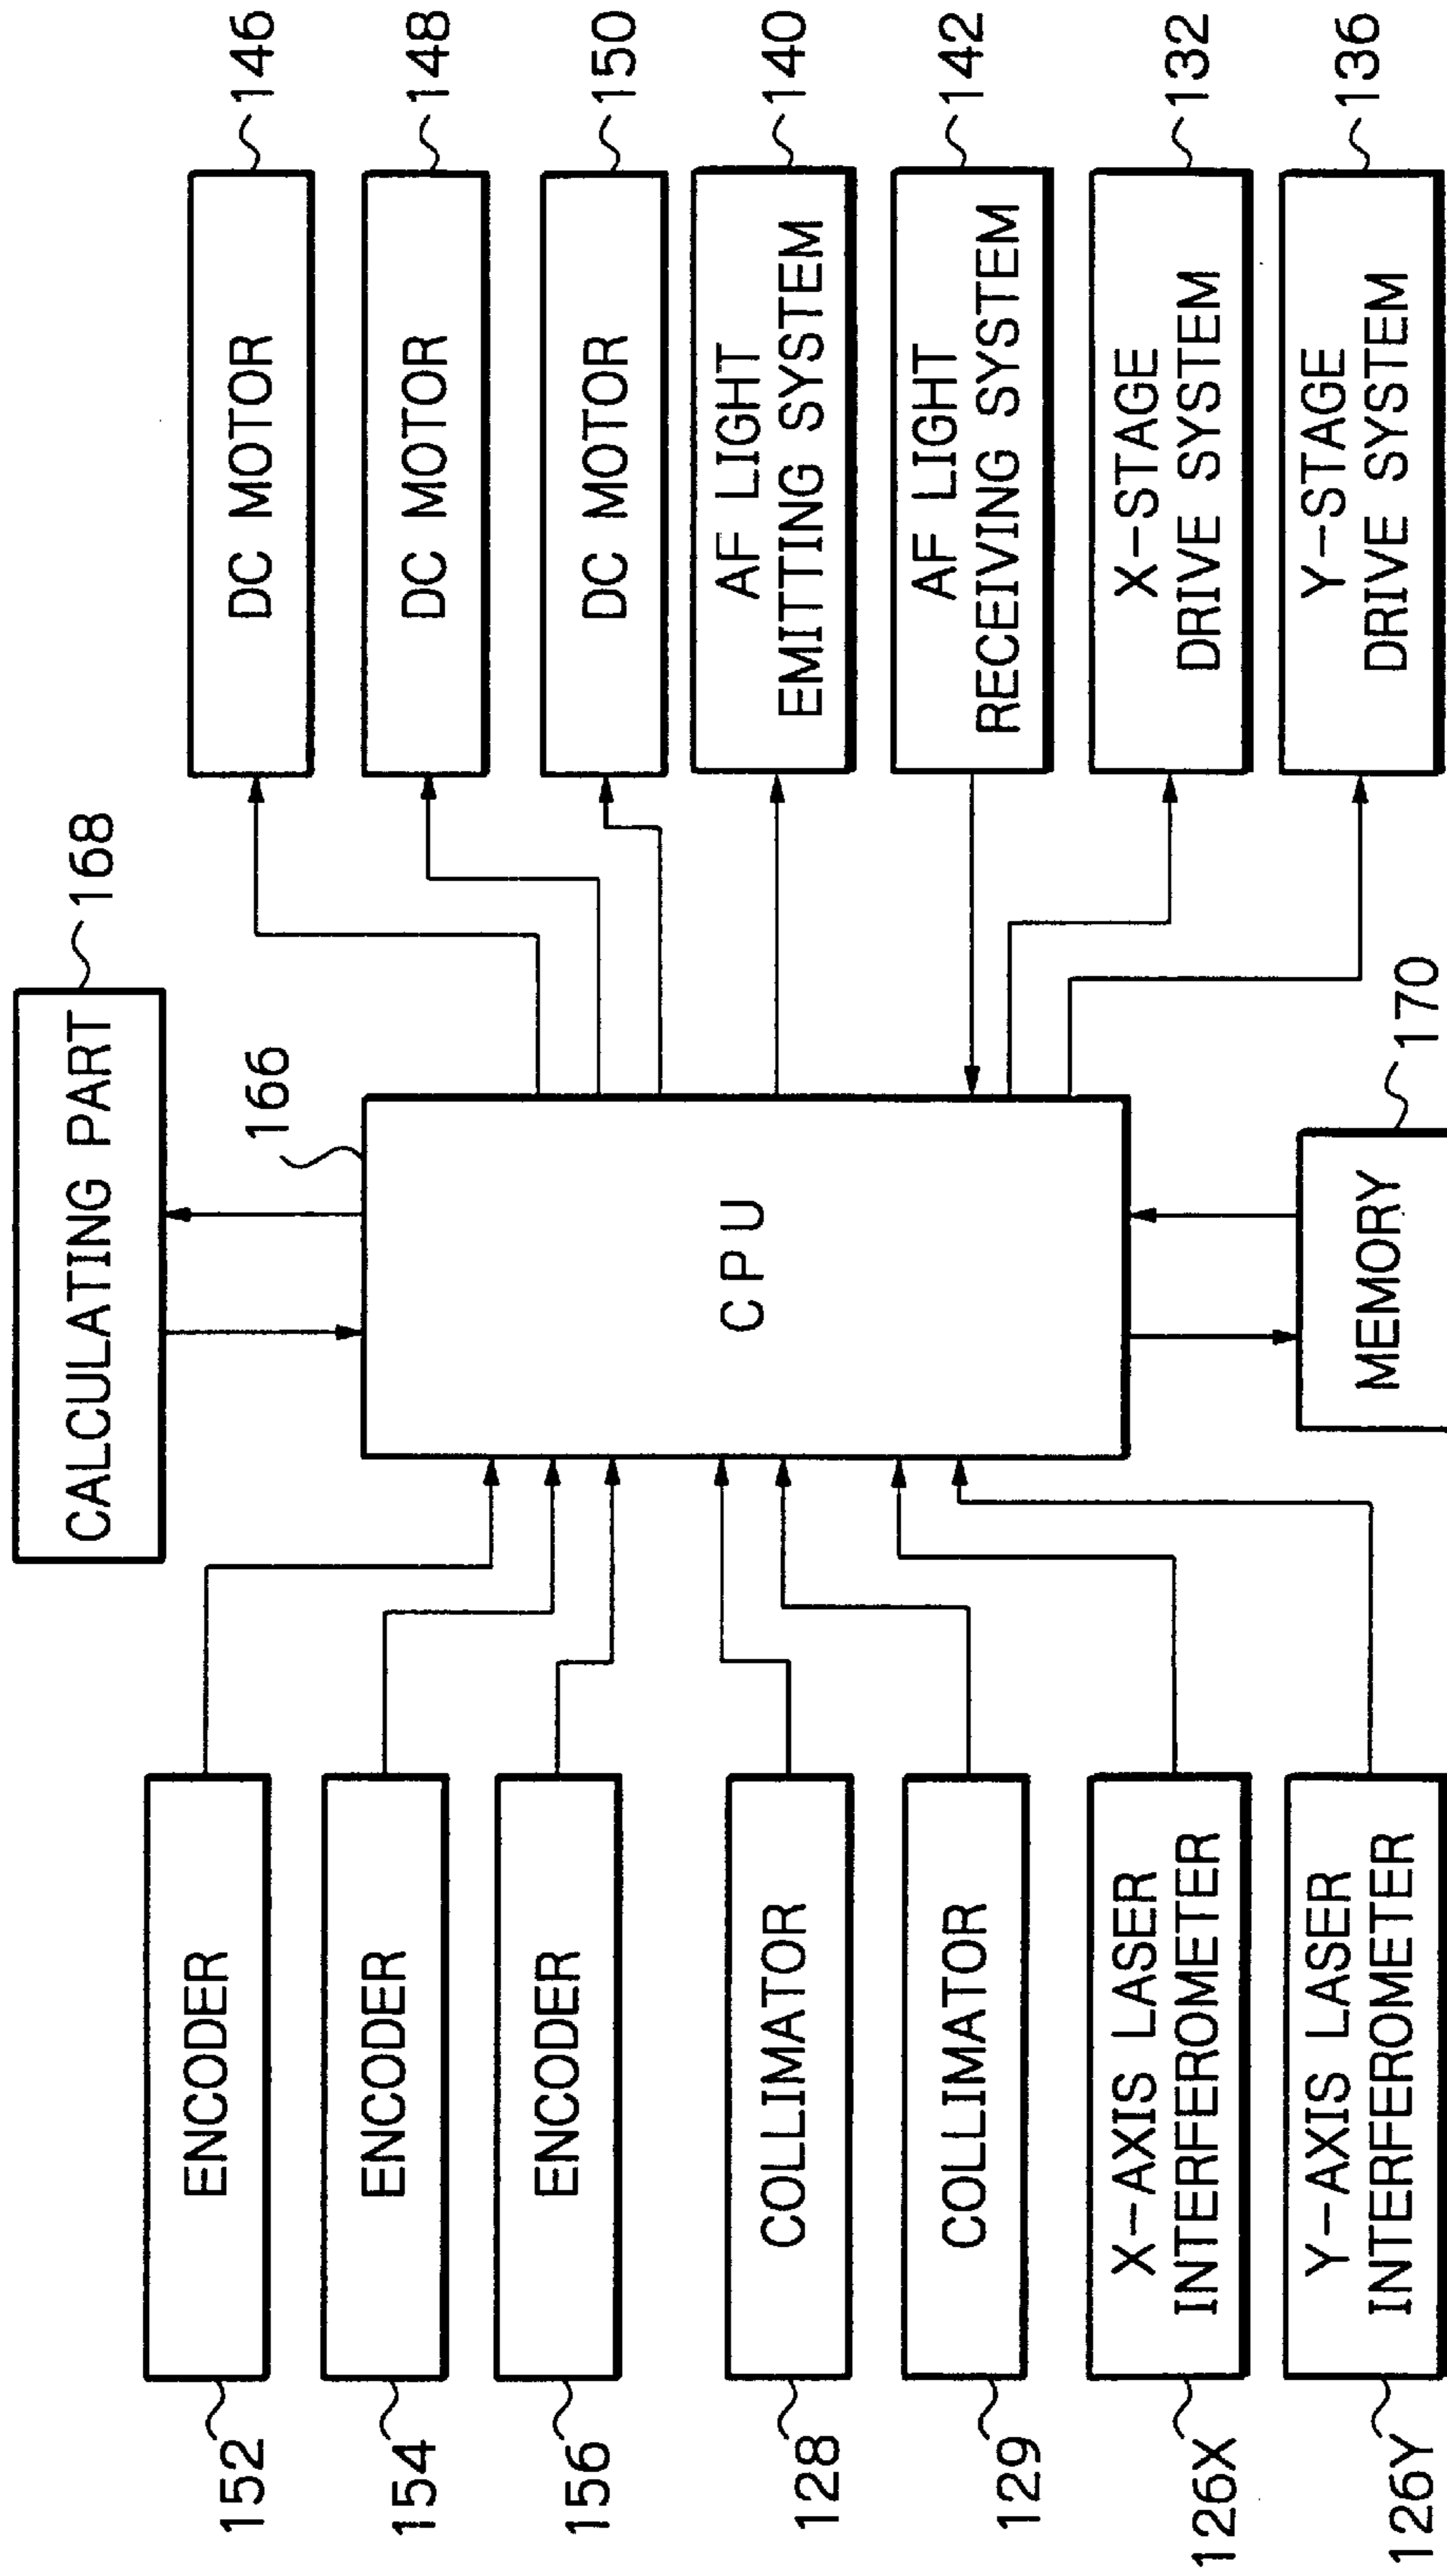 CALCULATING PART
168
166
CPU
MEMORY
170
ENCODER
152
ENCODER
154
ENCODER
156
COLLIMATOR
128
COLLIMATOR
129
X-AXIS LASER
INTERFEROMETER
126X
Y-AXIS LASER
INTERFEROMETER
126Y
DC MOTOR
146
DC MOTOR
148
DC MOTOR
150
AF LIGHT
EMITTING SYSTEM
140
AF LIGHT
RECEIVING SYSTEM
142
X-STAGE
DRIVE SYSTEM
132
Y-STAGE
DRIVE SYSTEM
136